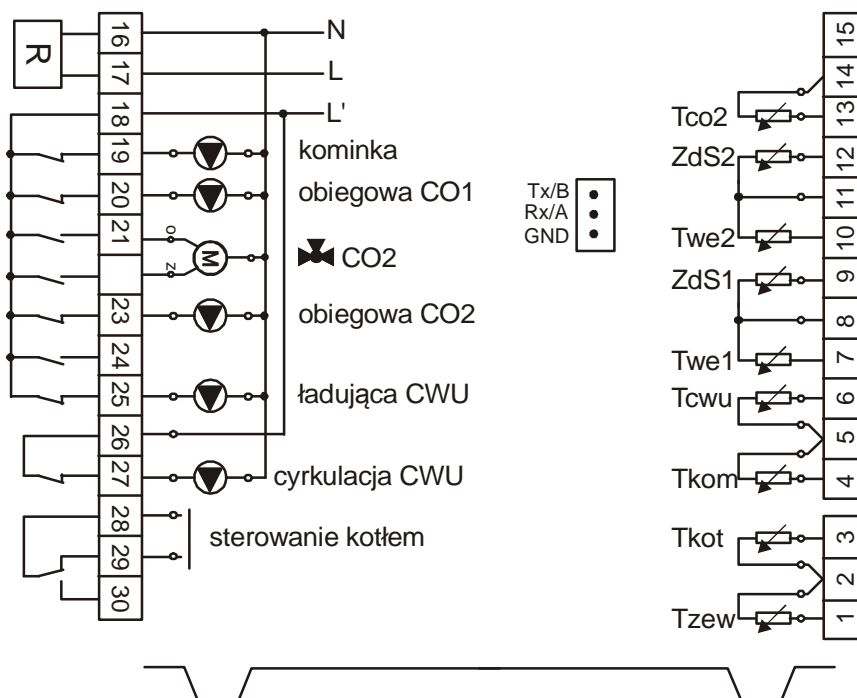 R
16 N
17 L
18 L'
19 kominka
20 obiegowa CO1
21 o M CO2
z
23 obiegowa CO2
24
25 ładująca CWU
26
27 cyrkulacja CWU
28
29 sterowanie kotłem
30
Tx/B
Rx/A
GND
15
14
Tco2 13
ZdS2 12
11
Twe2 10
ZdS1 9
8
Twe1 7
Tcwu 6
5
Tkom 4
Tkot 3
2
Tzew 1